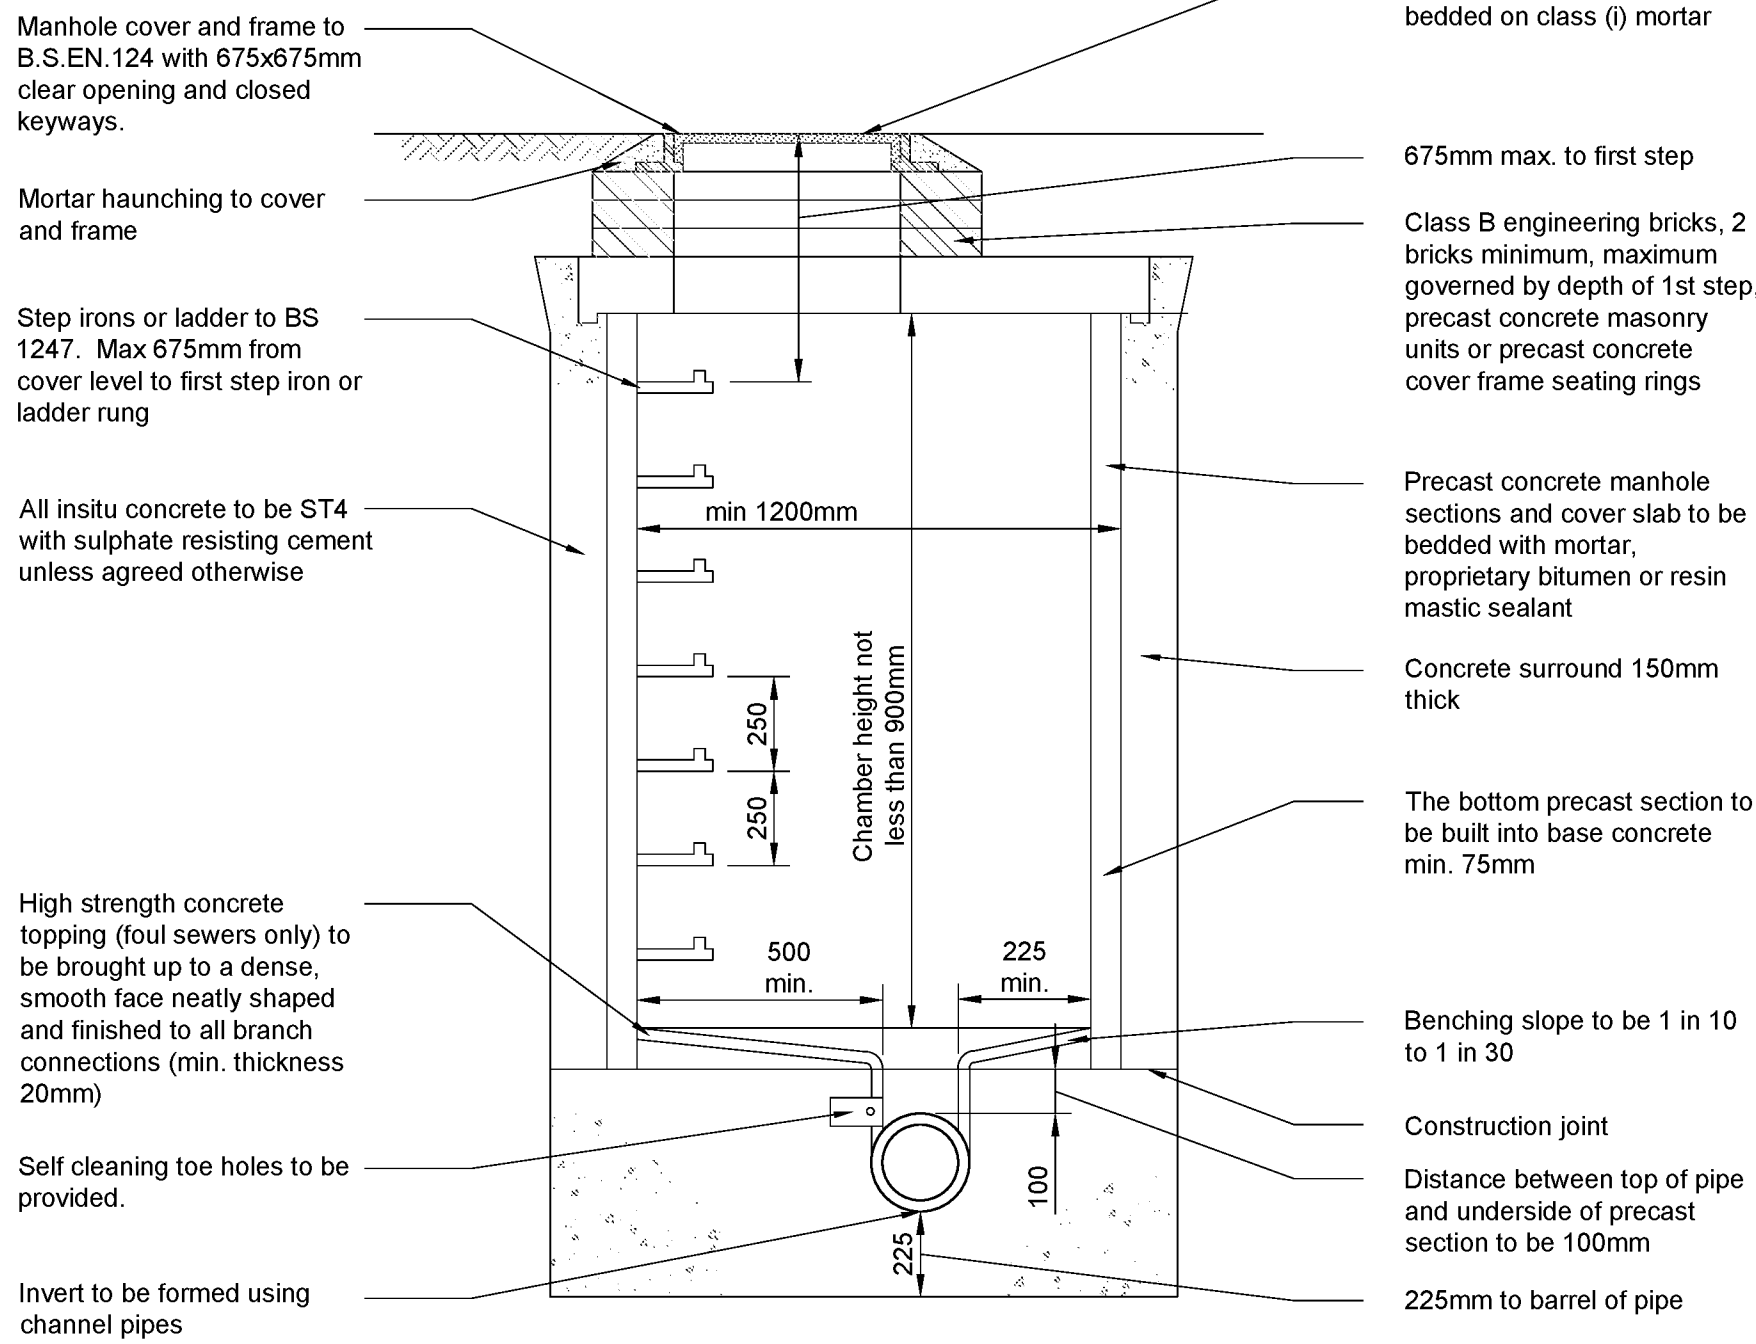 Manhole cover and frame to
B.S.EN.124 with 675x675mm
clear opening and closed
keyways.
Mortar haunching to cover
and frame
Step irons or ladder to BS
1247.  Max 675mm from
cover level to first step iron or
ladder rung
All insitu concrete to be ST4
with sulphate resisting cement
unless agreed otherwise
High strength concrete
topping (foul sewers only) to
be brought up to a dense,
smooth face neatly shaped
and finished to all branch
connections (min. thickness
20mm)
Self cleaning toe holes to be
provided.
Invert to be formed using
channel pipes
min 1200mm
Chamber height not
less than 900mm
250
250
500
min.
225
min.
100
225
bedded on class (i) mortar
675mm max. to first step
Class B engineering bricks, 2
bricks minimum, maximum
governed by depth of 1st step,
precast concrete masonry
units or precast concrete
cover frame seating rings
Precast concrete manhole
sections and cover slab to be
bedded with mortar,
proprietary bitumen or resin
mastic sealant
Concrete surround 150mm
thick
The bottom precast section to
be built into base concrete
min. 75mm
Benching slope to be 1 in 10
to 1 in 30
Construction joint
Distance between top of pipe
and underside of precast
section to be 100mm
225mm to barrel of pipe